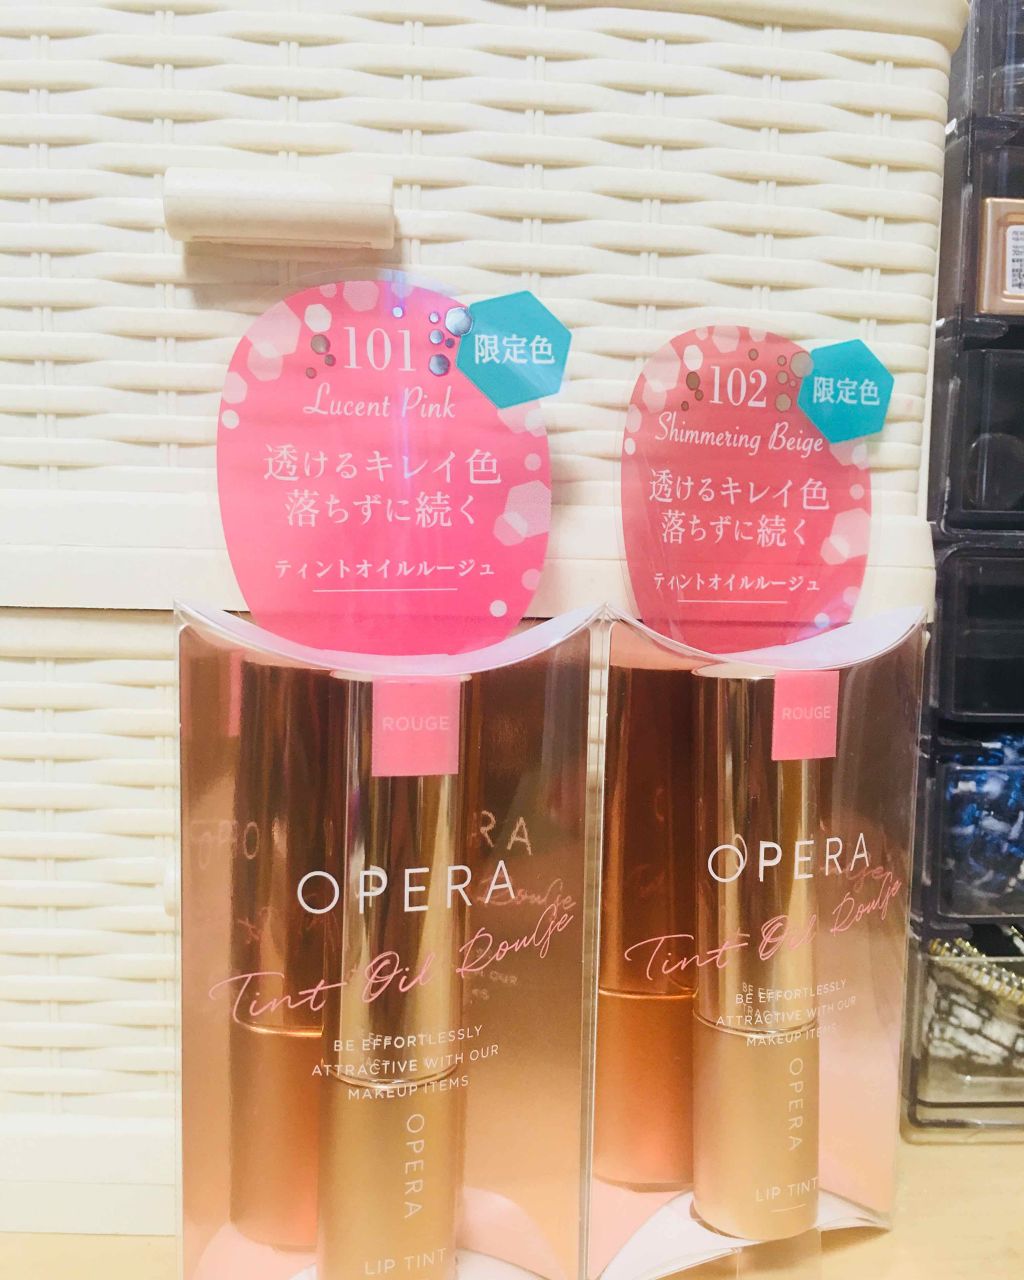 101
Lucent Pink
限定色
透けるキレイ色
落ちずに続く
ティントオイルルージュ
ROUGE
OPERA
Tint Oil Rouge
BE EFFORTLESSLY
ATTRACTIVE WITH OUR
MAKEUP ITEMS
OPERA
LIP TINT
102
Shimmering Beige
限定色
透けるキレイ色
落ちずに続く
ティントオイルルージュ
ROUGE
OPERA
Tint Oil Rouge
BE EFFORTLESSLY
ATTRACTIVE WITH OUR
MAKEUP ITEMS
OPERA
LIP TINT